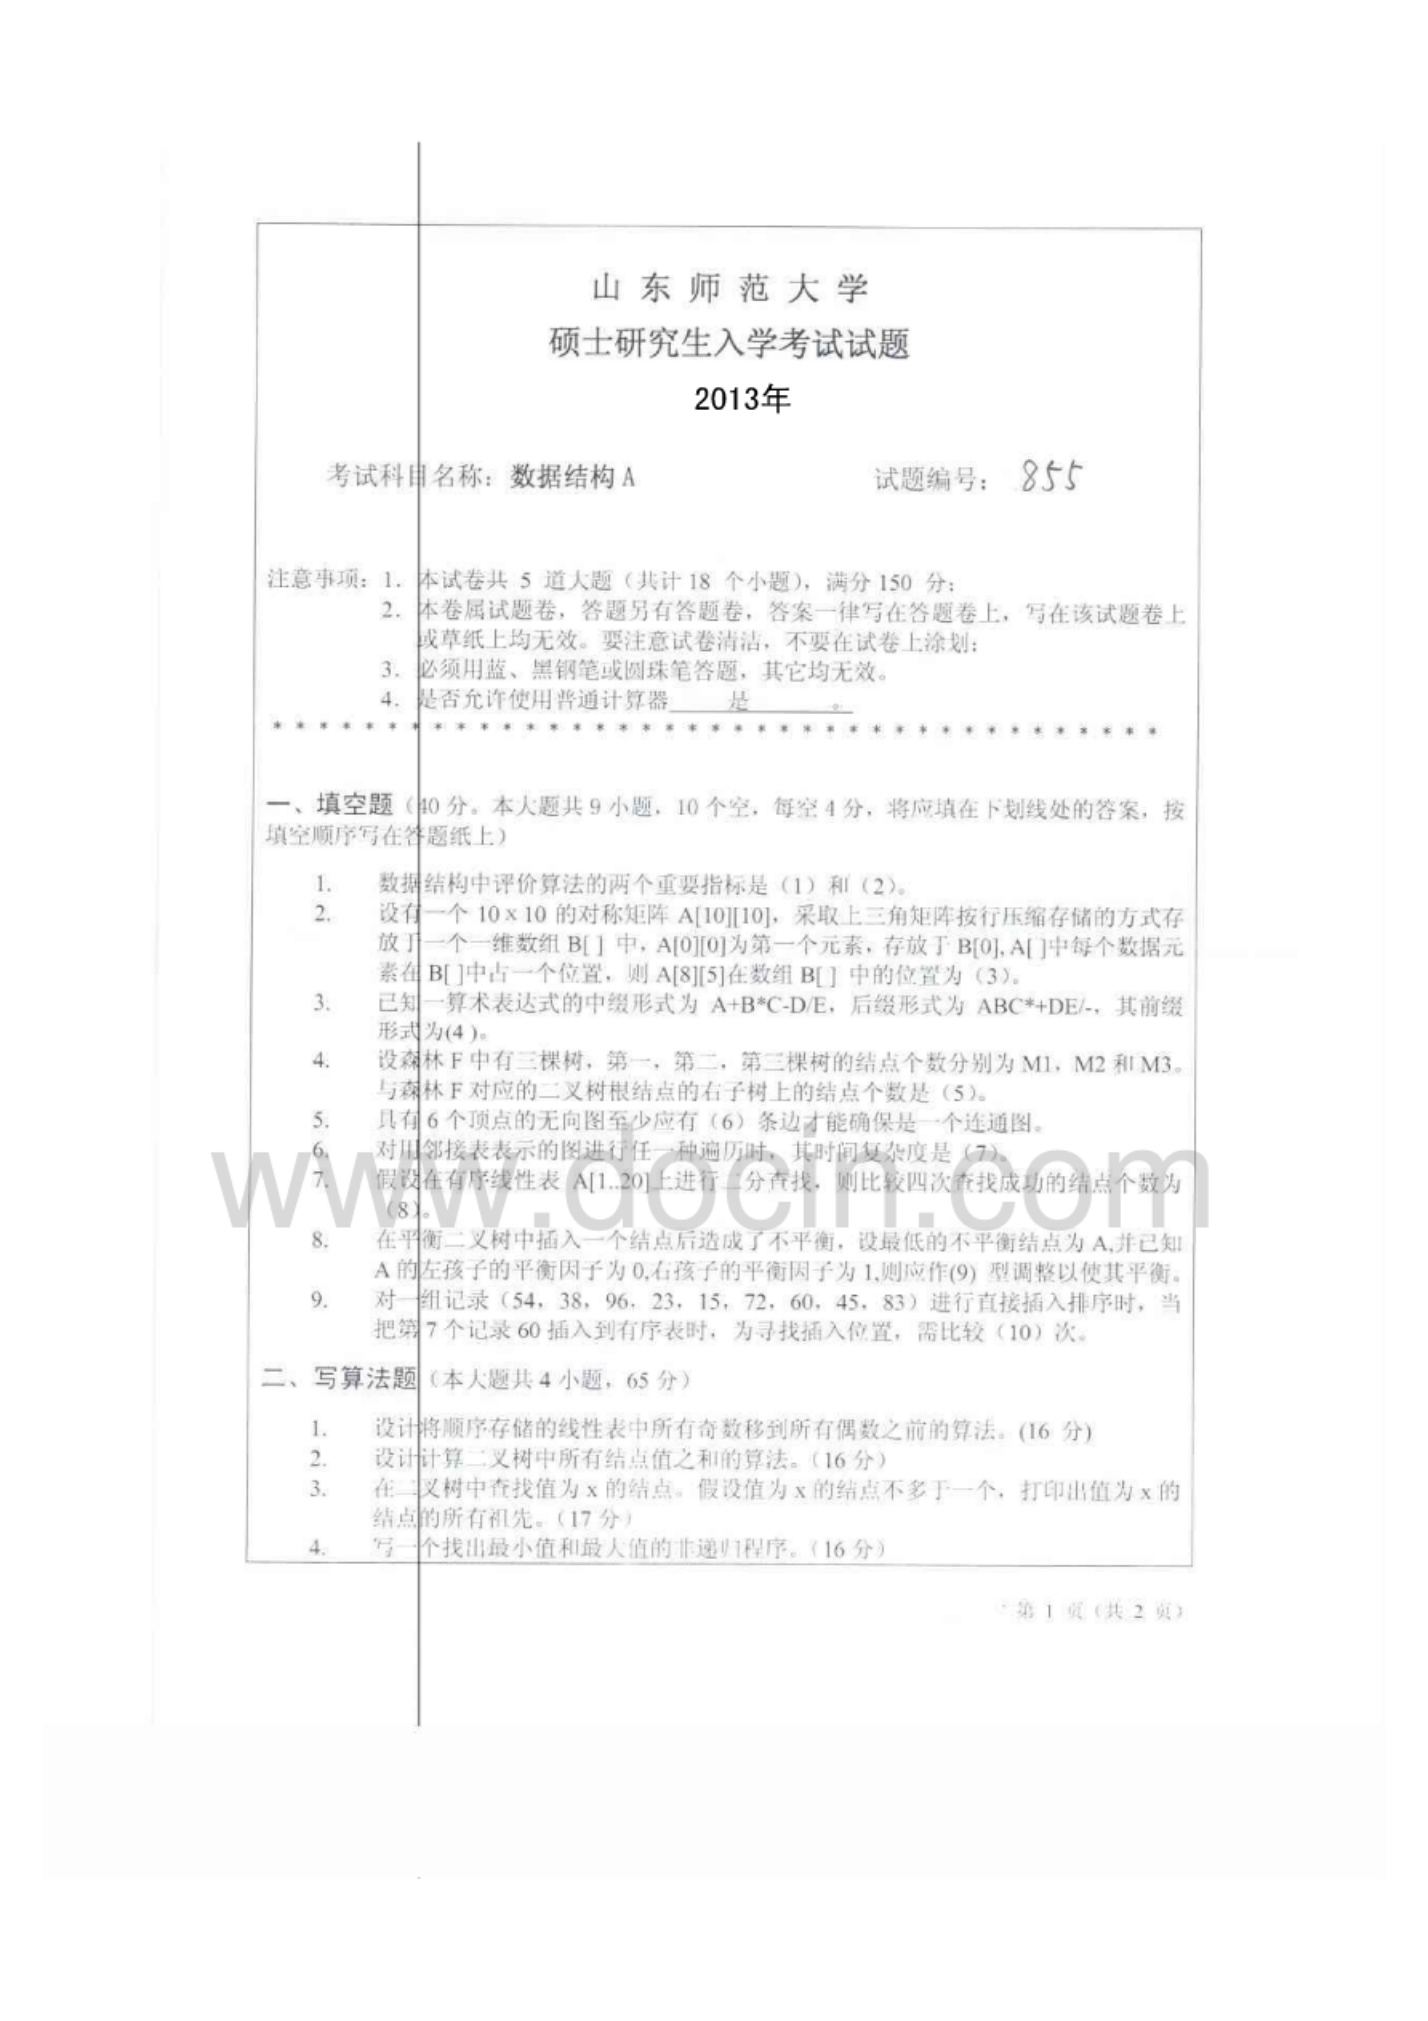 山东师范大学
硕士研究生入学考试试题
2013年
考试科目名称：数据结构 A 试题编号： 855
注意事项：1．本试卷共 5 道大题（共计18 个小题），满分 150 分；
2．本卷属试题卷，答题另有答题卷，答案一律写在答题卷上，写在该试题卷上
或草纸上均无效。要注意试卷清洁，不要在试卷上涂划；
3．必须用蓝、黑钢笔或圆珠笔答题，其它均无效。
4．是否允许使用普通计算器 是 。
* * * * * * * * * * * * * * * * * * * * * * * * * * * * * * * * * * * * * * *
一、填空题（40 分。本大题共 9 小题，10 个空，每空 4 分，将应填在下划线处的答案，按
填空顺序写在答题纸上）
1. 数据结构中评价算法的两个重要指标是（1）和（2）。
2. 设有一个 10 x 10 的对称矩阵 A[10][10]，采取上三角矩阵按行压缩存储的方式存
放于一个一维数组 B[ ] 中，A[0][0]为第一个元素，存放于 B[0], A[ ]中每个数据元
素在 B[ ]中占一个位置，则 A[8][5]在数组 B[ ] 中的位置为（3）。
3. 已知一算术表达式的中缀形式为 A+B*C-D/E，后缀形式为 ABC*+DE/-，其前缀
形式为(4 )。
4. 设森林 F 中有三棵树，第一，第二，第三棵树的结点个数分别为 M1，M2 和 M3。
与森林 F 对应的二叉树根结点的右子树上的结点个数是（5）。
5. 具有 6 个顶点的无向图至少应有（6）条边才能确保是一个连通图。
6. 对用邻接表表示的图进行任一种遍历时，其时间复杂度是（7）。
7. 假设在有序线性表 A[1..20]上进行二分查找，则比较四次查找成功的结点个数为
（8）。
8. 在平衡二叉树中插入一个结点后造成了不平衡，设最低的不平衡结点为 A,并已知
A 的左孩子的平衡因子为 0,右孩子的平衡因子为 1,则应作(9) 型调整以使其平衡。
9. 对一组记录（54，38，96，23，15，72，60，45，83）进行直接插入排序时，当
把第 7 个记录 60 插入到有序表时，为寻找插入位置，需比较（10）次。
二、写算法题（本大题共 4 小题，65 分）
1. 设计将顺序存储的线性表中所有奇数移到所有偶数之前的算法。(16 分)
2. 设计计算二叉树中所有结点值之和的算法。（16 分）
3. 在二叉树中查找值为 x 的结点。假设值为 x 的结点不多于一个，打印出值为 x 的
结点的所有祖先。（17 分）
4. 写一个找出最小值和最大值的非递归程序。（16 分）
第 1 页（共 2 页）
www.docin.com